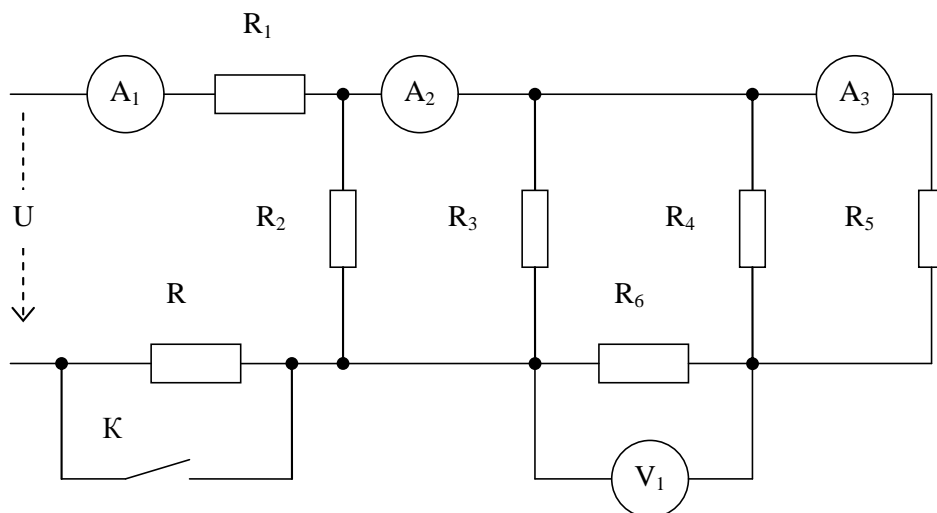 R₁
A₁
A₂
A₃
U
R₂
R₃
R₄
R₅
R
R₆
К
V₁